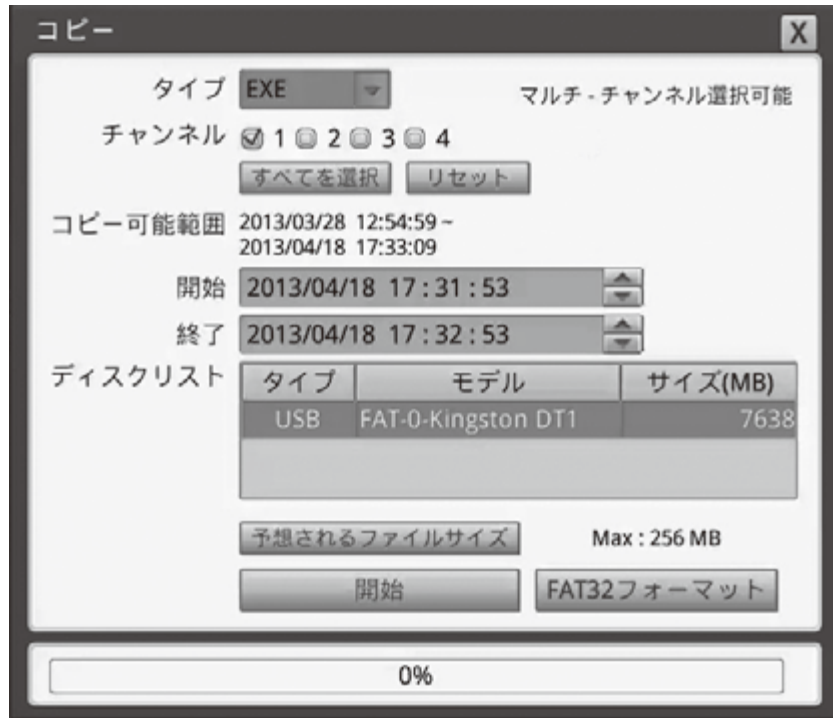 コピー X
タイプ EXE マルチ - チャンネル選択可能
チャンネル 1 2 3 4
すべてを選択 リセット
コピー可能範囲 2013/03/28 12:54:59 ~
2013/04/18 17:33:09
開始 2013/04/18 17 : 31 : 53
終了 2013/04/18 17 : 32 : 53
ディスクリスト タイプ モデル サイズ(MB)
USB FAT-0-Kingston DT1 7638
予想されるファイルサイズ Max : 256 MB
開始 FAT32フォーマット
0%